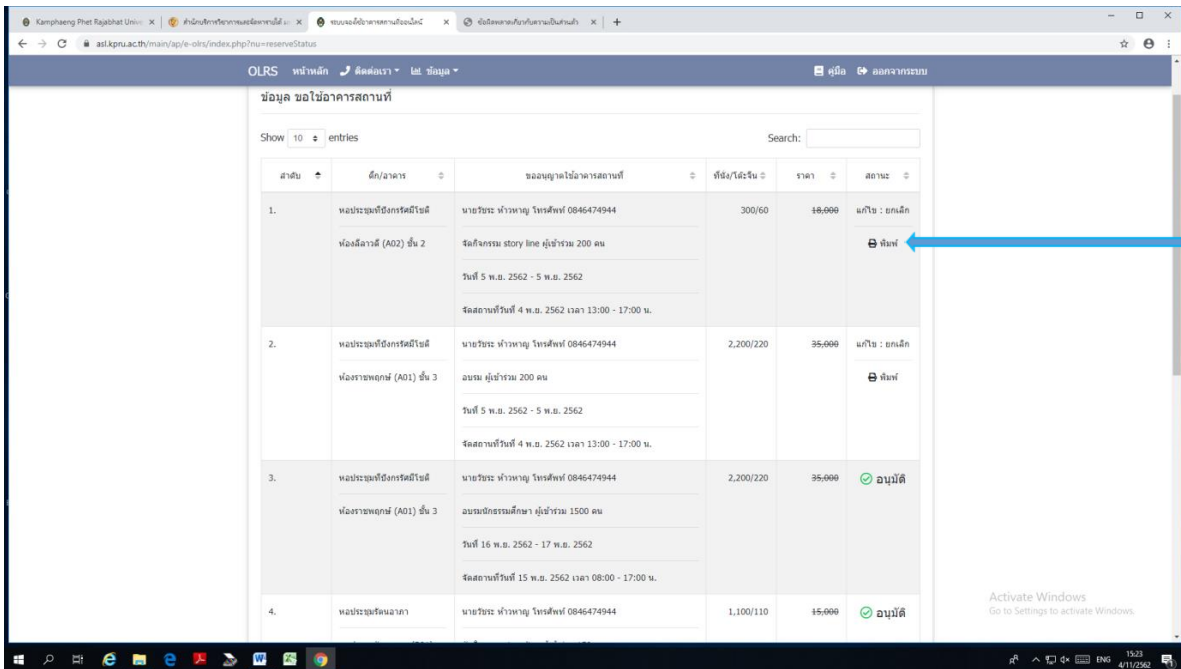 Kamphaeng Phet Rajabhat Unive
asl.kpru.ac.th/main/ap/e-olrs/index.php?nu=reserveStatus
OLRS หน้าหลัก ติดต่อเรา ข้อมูล คู่มือ ออกจากระบบ
ข้อมูล ขอใช้อาคารสถานที่
Show 10 entries Search:
ลำดับ ตึก/อาคาร ขออนุญาตใช้อาคารสถานที่ ที่นั่ง/โต๊ะจีน ราคา สถานะ
1. หอประชุมทีปังกรรัศมีโชติ นายวัชระ ห้าวหาญ โทรศัพท์ 0846474944 300/60 18,000 แก้ไข : ยกเลิก
ห้องลีลาวดี (A02) ชั้น 2 จัดกิจกรรม story line ผู้เข้าร่วม 200 คน พิมพ์
วันที่ 5 พ.ย. 2562 - 5 พ.ย. 2562
จัดสถานที่วันที่ 4 พ.ย. 2562 เวลา 13:00 - 17:00 น.
2. หอประชุมทีปังกรรัศมีโชติ นายวัชระ ห้าวหาญ โทรศัพท์ 0846474944 2,200/220 35,000 แก้ไข : ยกเลิก
ห้องราชพฤกษ์ (A01) ชั้น 3 อบรม ผู้เข้าร่วม 200 คน พิมพ์
วันที่ 5 พ.ย. 2562 - 5 พ.ย. 2562
จัดสถานที่วันที่ 4 พ.ย. 2562 เวลา 13:00 - 17:00 น.
3. หอประชุมทีปังกรรัศมีโชติ นายวัชระ ห้าวหาญ โทรศัพท์ 0846474944 2,200/220 35,000 อนุมัติ
ห้องราชพฤกษ์ (A01) ชั้น 3 อบรมนักธรรมศึกษา ผู้เข้าร่วม 1500 คน
วันที่ 16 พ.ย. 2562 - 17 พ.ย. 2562
จัดสถานที่วันที่ 15 พ.ย. 2562 เวลา 08:00 - 17:00 น.
4. หอประชุมรัตนอาภา นายวัชระ ห้าวหาญ โทรศัพท์ 0846474944 1,100/110 15,000 อนุมัติ
Activate Windows
Go to Settings to activate Windows.
ENG 15:23
4/11/2562